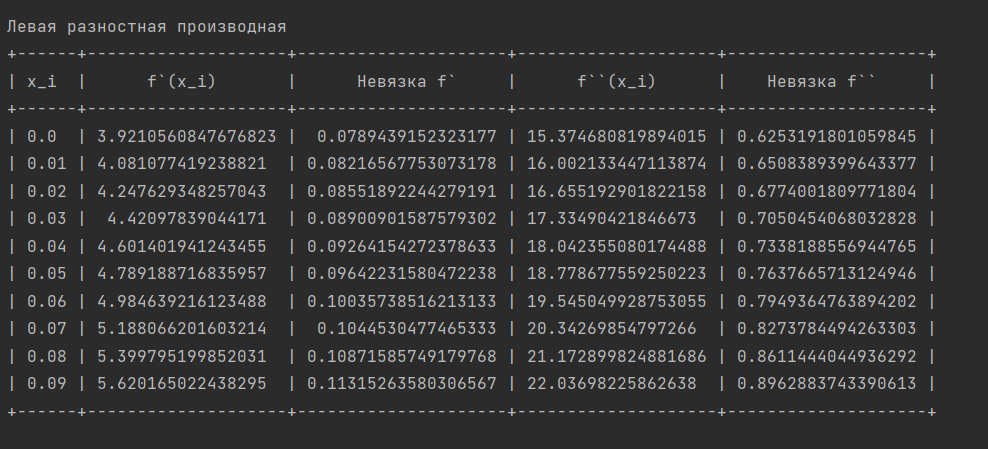 Левая разностная производная
+------+--------------------+---------------------+--------------------+--------------------+
| x_i  |      f`(x_i)       |      Невязка f`     |      f``(x_i)      |    Невязка f``     |
+------+--------------------+---------------------+--------------------+--------------------+
| 0.0  | 3.9210560847676823 |  0.0789439152323177 | 15.374680819894015 | 0.6253191801059845 |
| 0.01 | 4.081077419238821  | 0.08216567753073178 | 16.002133447113874 | 0.6508389399643377 |
| 0.02 | 4.247629348257043  | 0.08551892244279191 | 16.655192901822158 | 0.6774001809771804 |
| 0.03 |  4.42097839044171  | 0.08900901587579302 | 17.33490421846673  | 0.7050454068032828 |
| 0.04 | 4.601401941243455  | 0.09264154272378633 | 18.042355080174488 | 0.7338188556944765 |
| 0.05 | 4.789188716835957  | 0.09642231580472238 | 18.778677559250223 | 0.7637665713124946 |
| 0.06 | 4.984639216123488  | 0.10035738516213133 | 19.545049928753055 | 0.7949364763894202 |
| 0.07 | 5.188066201603214  |  0.1044530477465333 | 20.34269854797266  | 0.8273784494263303 |
| 0.08 | 5.399795199852031  | 0.10871585749179768 | 21.172899824881686 | 0.8611444044936292 |
| 0.09 | 5.620165022438295  | 0.11315263580306567 | 22.03698225862638  | 0.8962883743390613 |
+------+--------------------+---------------------+--------------------+--------------------+